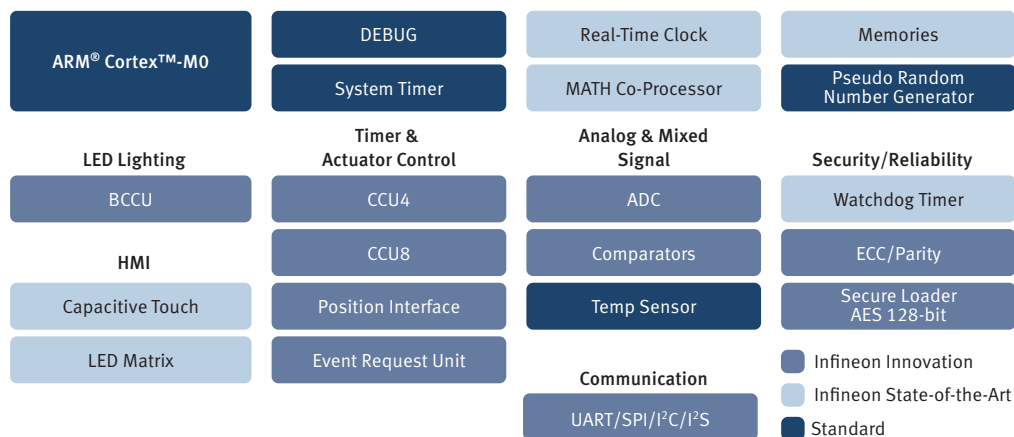 ARM® Cortex™-M0
DEBUG
Real-Time Clock
Memories
System Timer
MATH Co-Processor
Pseudo Random
Number Generator
LED Lighting
BCCU
HMI
Capacitive Touch
LED Matrix
Timer &
Actuator Control
CCU4
CCU8
Position Interface
Event Request Unit
Analog & Mixed
Signal
ADC
Comparators
Temp Sensor
Communication
UART/SPI/I²C/I²S
Security/Reliability
Watchdog Timer
ECC/Parity
Secure Loader
AES 128-bit
Infineon Innovation
Infineon State-of-the-Art
Standard